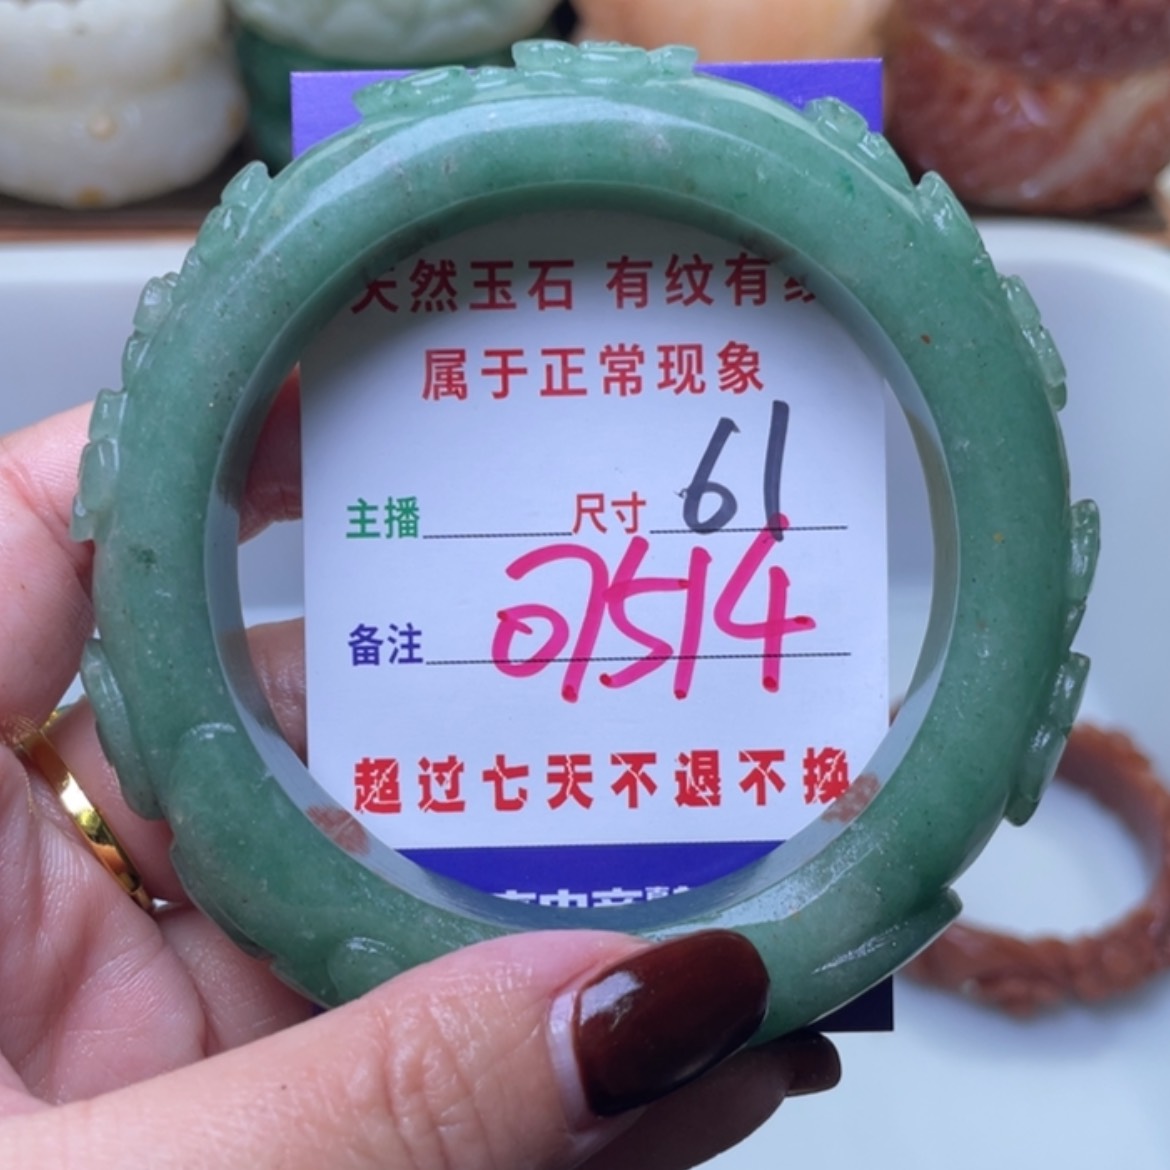 天然玉石 有纹有
属于正常现象
主播 尺寸 61
备注 07514
超过七天不退不换